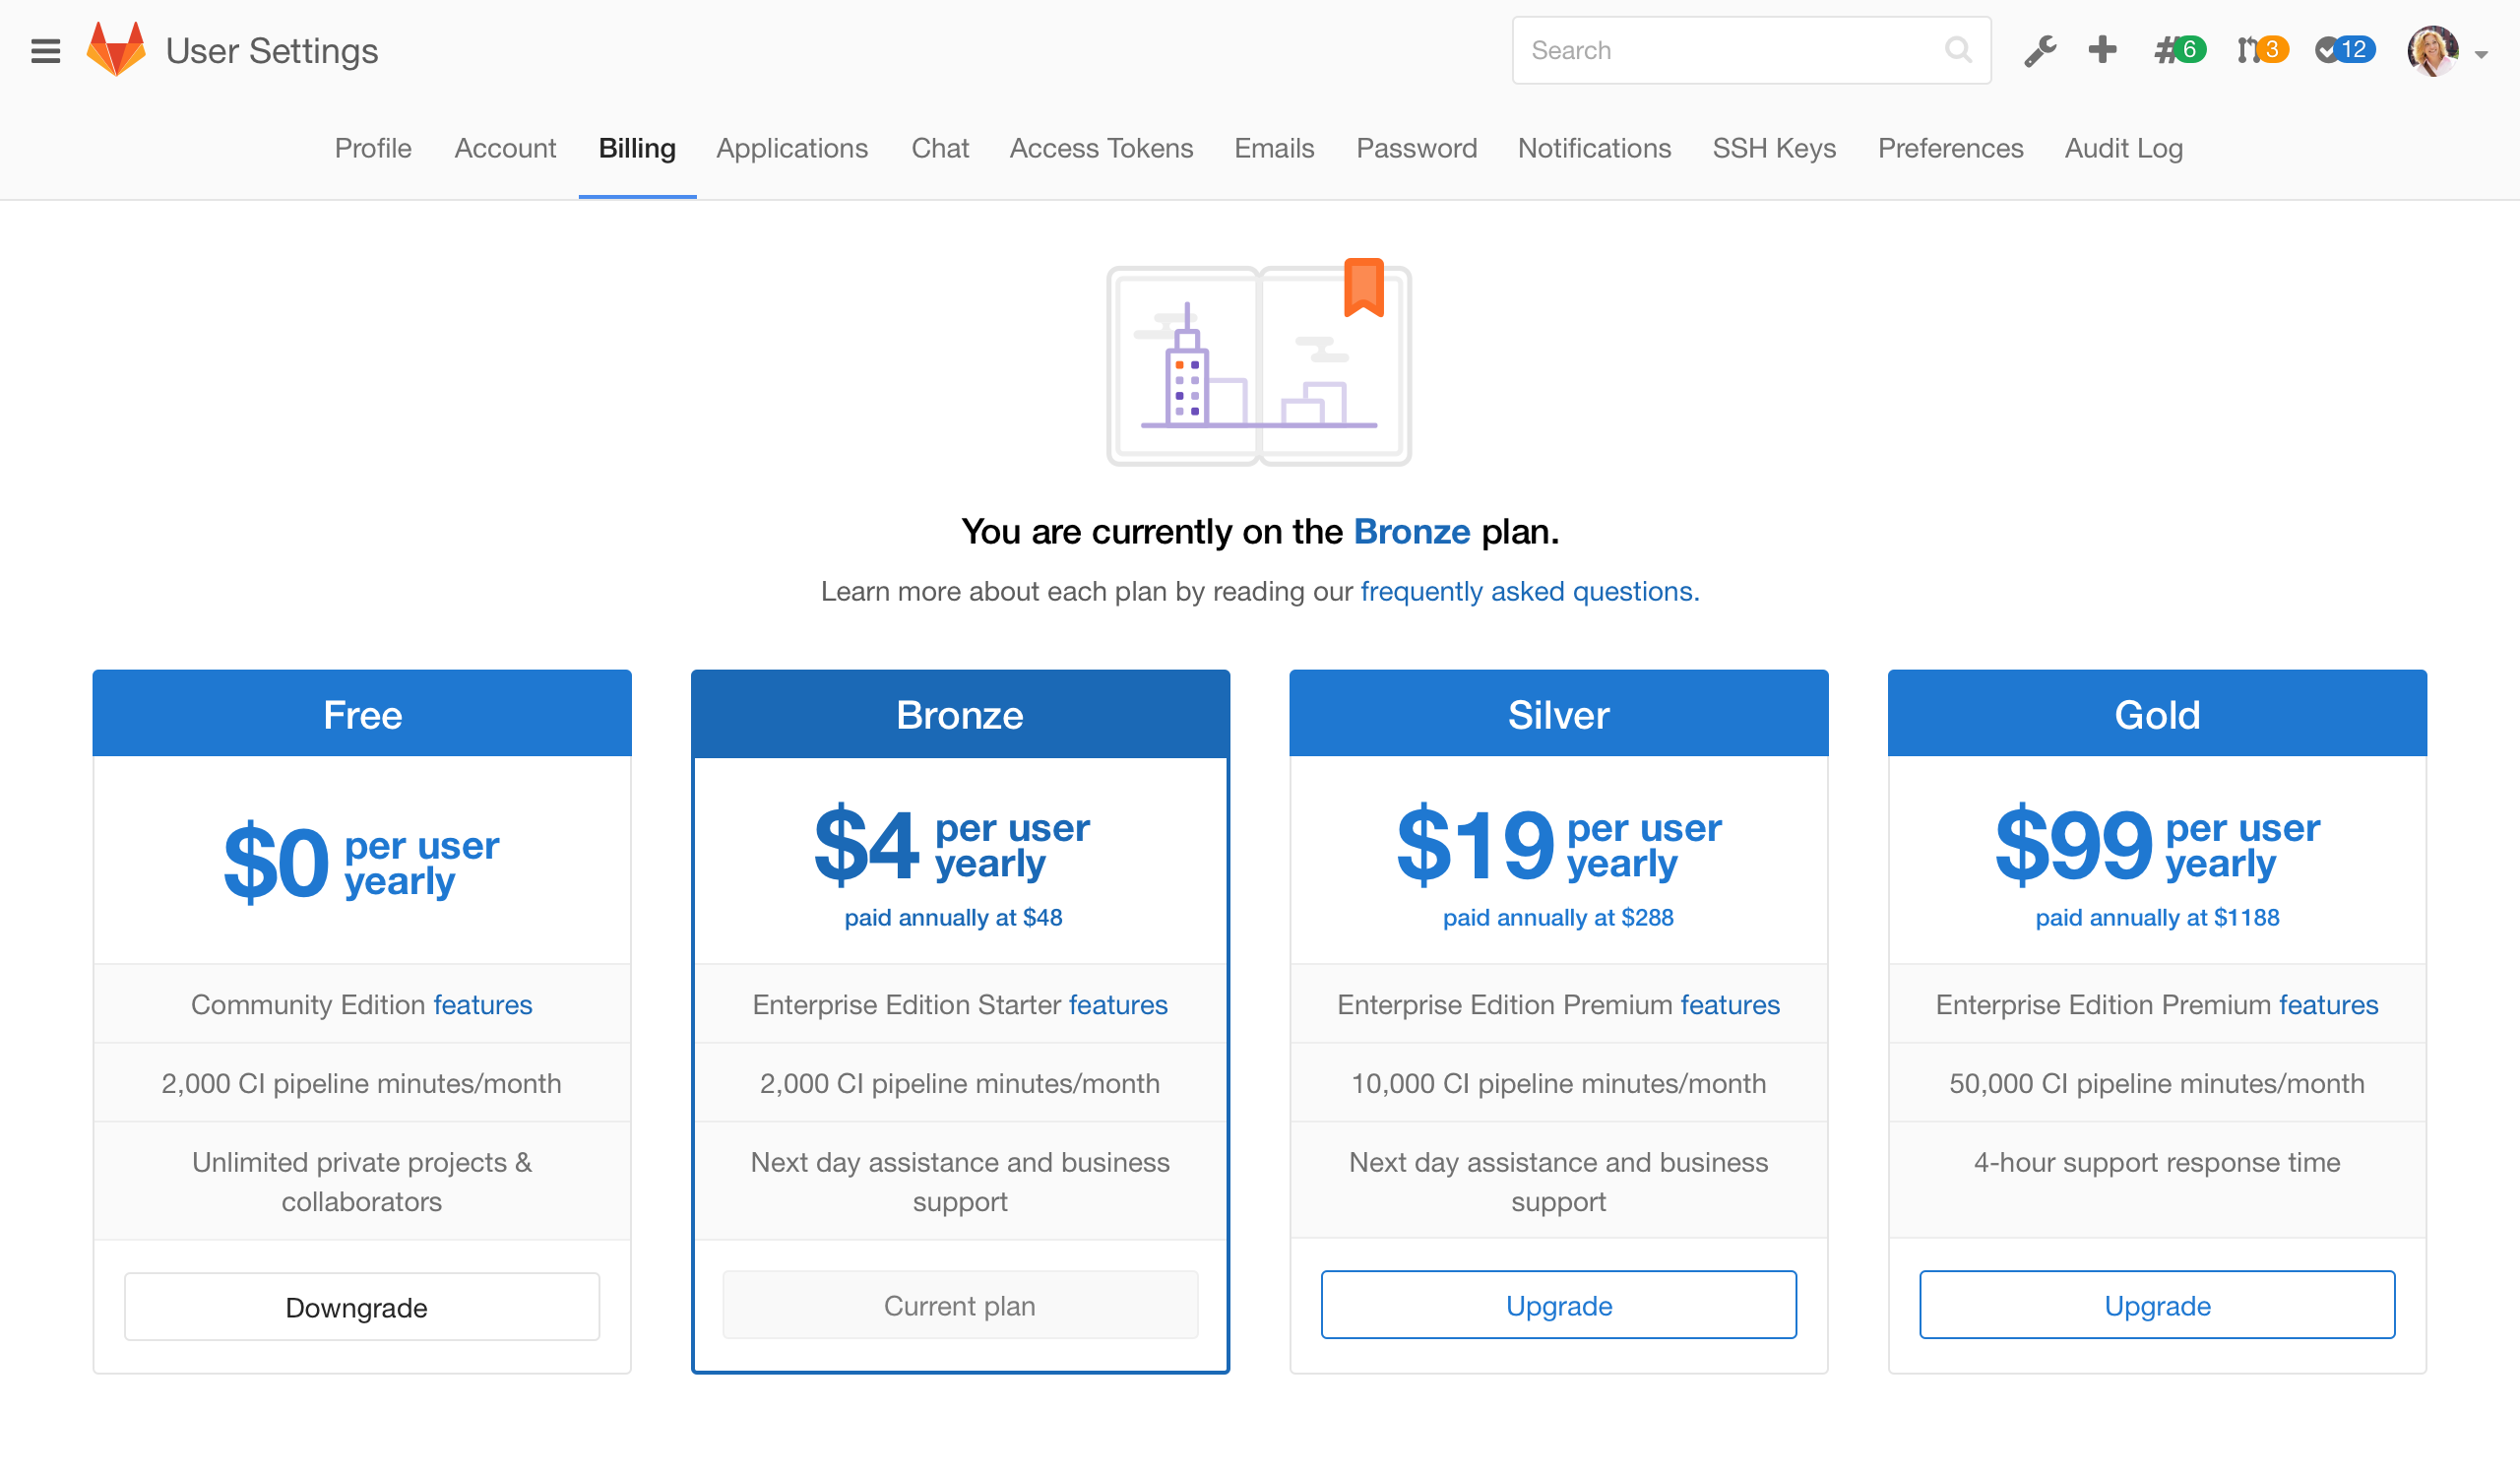 User Settings
Search
6
3
12
Profile Account Billing Applications Chat Access Tokens Emails Password Notifications SSH Keys Preferences Audit Log
You are currently on the Bronze plan.
Learn more about each plan by reading our frequently asked questions.
Free
$0 per user
yearly
Community Edition features
2,000 CI pipeline minutes/month
Unlimited private projects &
collaborators
Downgrade
Bronze
$4 per user
yearly
paid annually at $48
Enterprise Edition Starter features
2,000 CI pipeline minutes/month
Next day assistance and business
support
Current plan
Silver
$19 per user
yearly
paid annually at $288
Enterprise Edition Premium features
10,000 CI pipeline minutes/month
Next day assistance and business
support
Upgrade
Gold
$99 per user
yearly
paid annually at $1188
Enterprise Edition Premium features
50,000 CI pipeline minutes/month
4-hour support response time
Upgrade